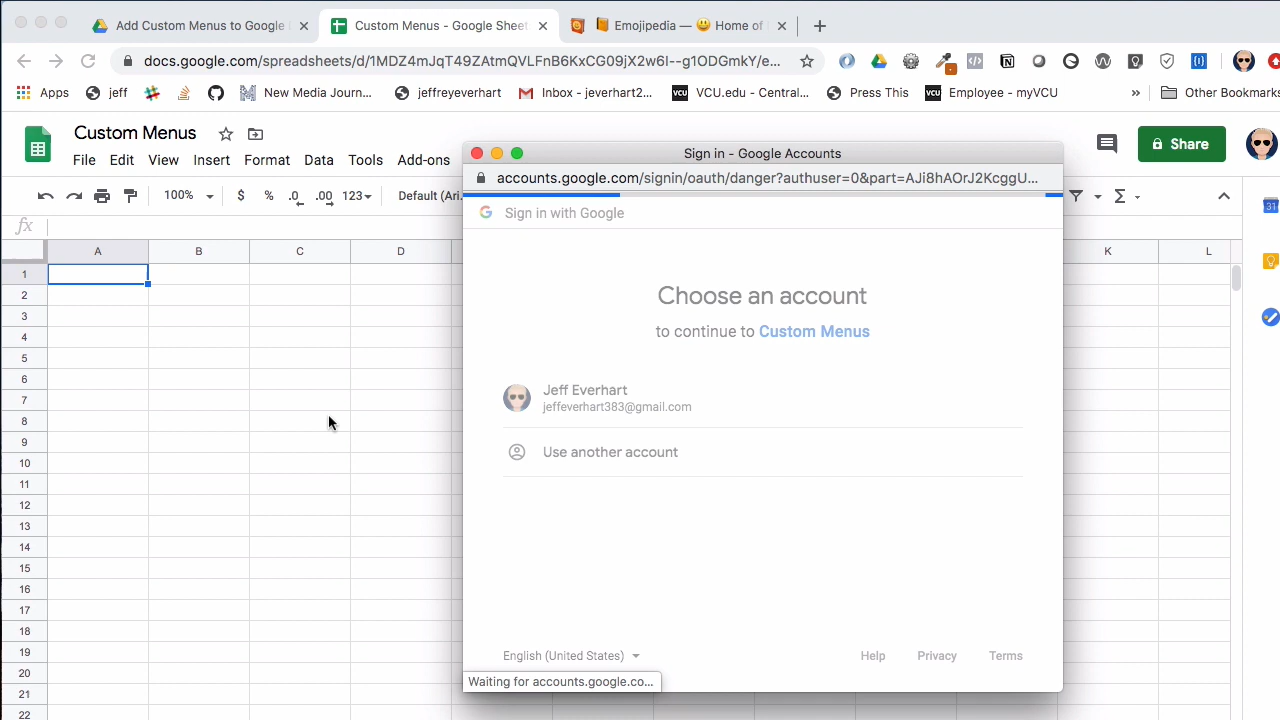 Add Custom Menus to Google
Custom Menus - Google Sheet
Emojipedia — 😃 Home of
docs.google.com/spreadsheets/d/1MDZ4mJqT49ZAtmQVLFnB6KxCG09jX2w6I--g1ODGmkY/e...
Apps
jeff
New Media Journ...
jeffreyeverhart
Inbox - jeverhart2...
VCU.edu - Central...
Press This
Employee - myVCU
»
Other Bookmarks
Custom Menus
Share
File Edit View Insert Format Data Tools Add-ons
100% $ % .0 .00 123 Default (Ari...
fx
A B C D K L
1
2
3
4
5
6
7
8
9
10
11
12
13
14
15
16
17
18
19
20
21
22
31
Sign in - Google Accounts
accounts.google.com/signin/oauth/danger?authuser=0&part=AJi8hAOrJ2KcggU...
Sign in with Google
Choose an account
to continue to Custom Menus
Jeff Everhart
jeffeverhart383@gmail.com
Use another account
English (United States)
Help Privacy Terms
Waiting for accounts.google.co...